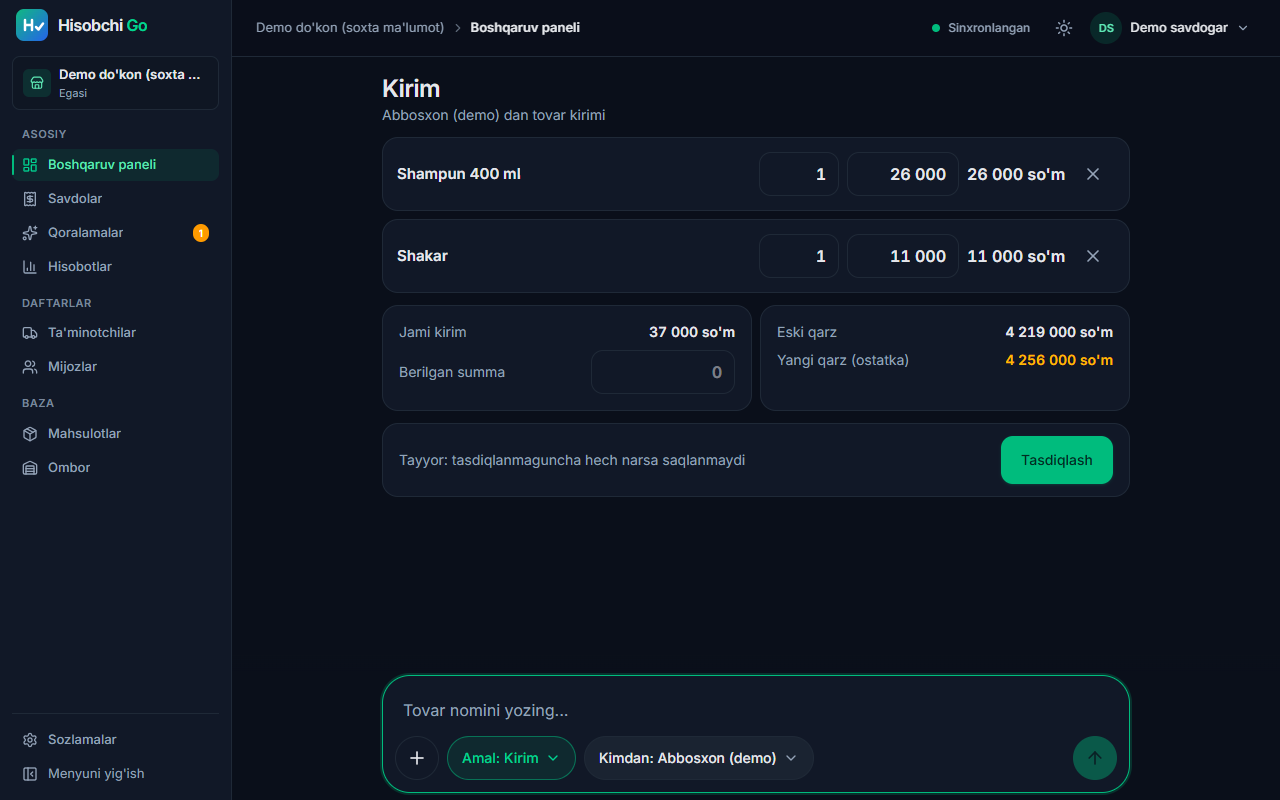 Hisobchi Go
Demo do'kon (soxta ...
Egasi
ASOSIY
Boshqaruv paneli
Savdolar
Qoralamalar 1
Hisobotlar
DAFTARLAR
Ta'minotchilar
Mijozlar
BAZA
Mahsulotlar
Ombor
Sozlamalar
Menyuni yig'ish
Demo do'kon (soxta ma'lumot) > Boshqaruv paneli
Sinxronlangan
DS Demo savdogar
Kirim
Abbosxon (demo) dan tovar kirimi
Shampun 400 ml 1 26 000 26 000 so'm
Shakar 1 11 000 11 000 so'm
Jami kirim 37 000 so'm
Berilgan summa 0
Eski qarz 4 219 000 so'm
Yangi qarz (ostatka) 4 256 000 so'm
Tayyor: tasdiqlanmaguncha hech narsa saqlanmaydi
Tasdiqlash
Tovar nomini yozing...
Amal: Kirim
Kimdan: Abbosxon (demo)